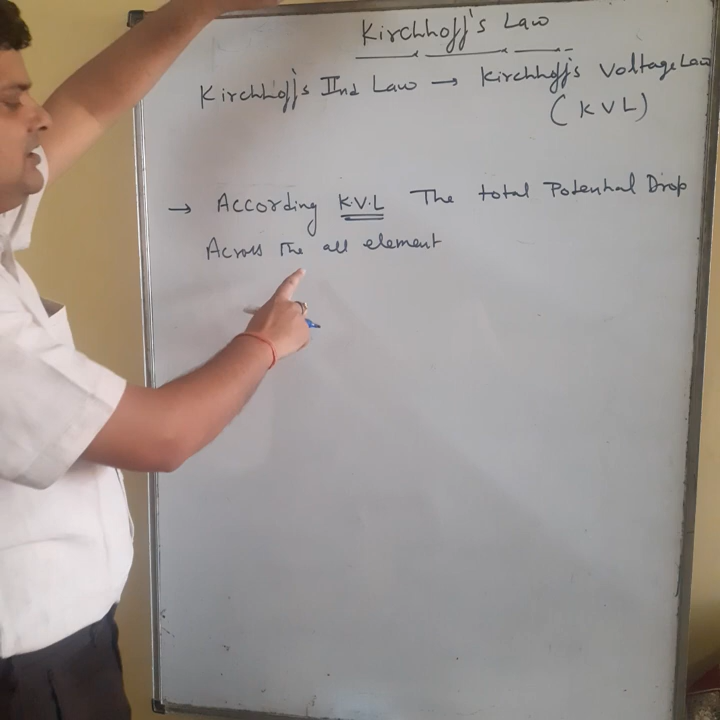 Kirchhoff's Law
Kirchhoff's IInd Law → Kirchhoff's Voltage Law
(KVL)
→ According K.V.L The total Potential Drop
Across The all element